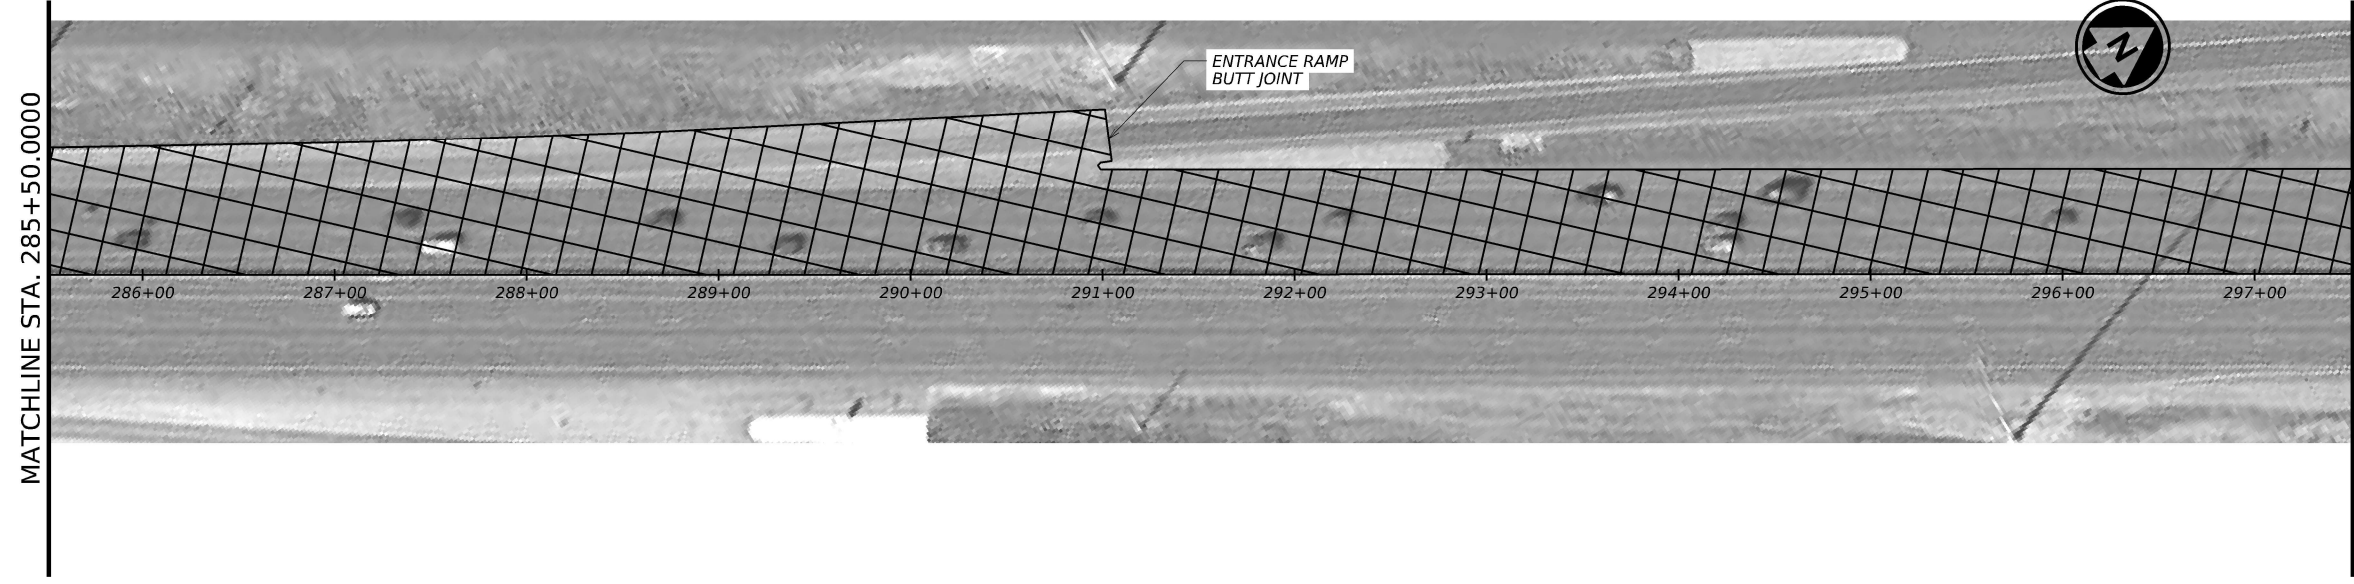 MATCHLINE STA. 285+50.0000
ENTRANCE RAMP
BUTT JOINT
N
286+00 287+00 288+00 289+00 290+00 291+00 292+00 293+00 294+00 295+00 296+00 297+00